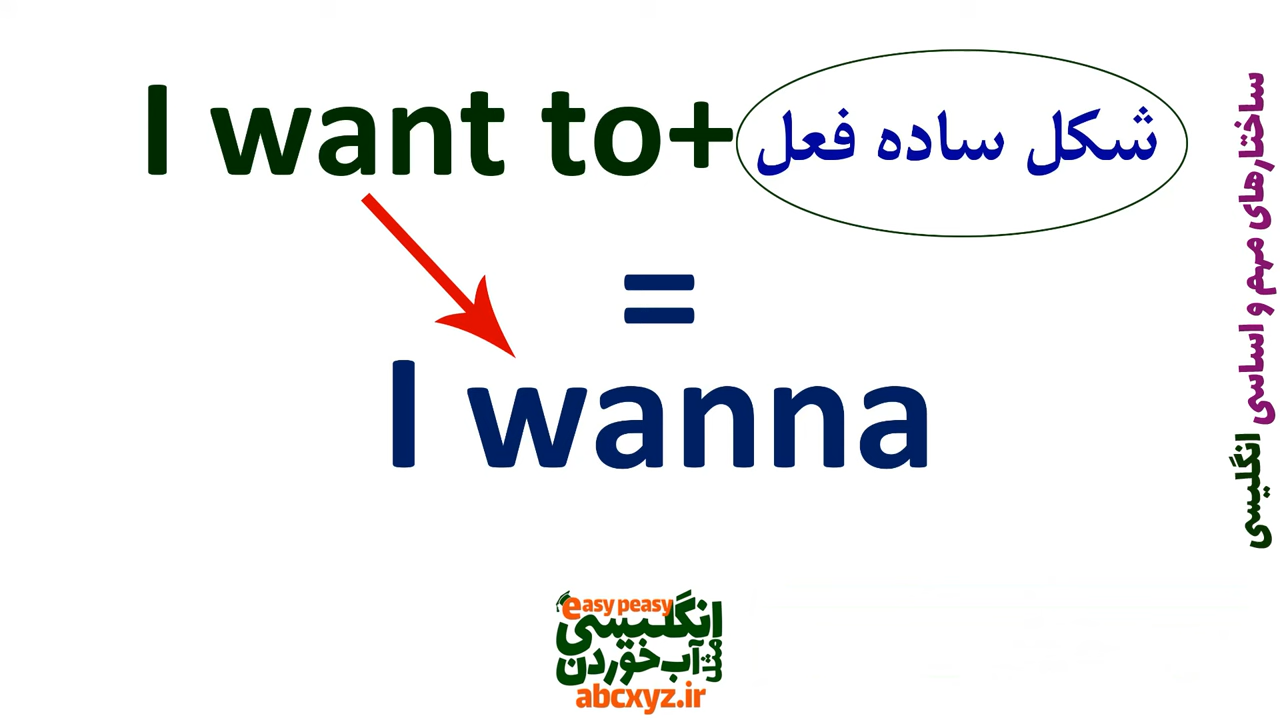 I want to+ شکل ساده فعل
=
I wanna
ساختارهای مهم و اساسی انگلیسی
easy peasy
انگلیسی
مثل آب خوردن
abcxyz.ir